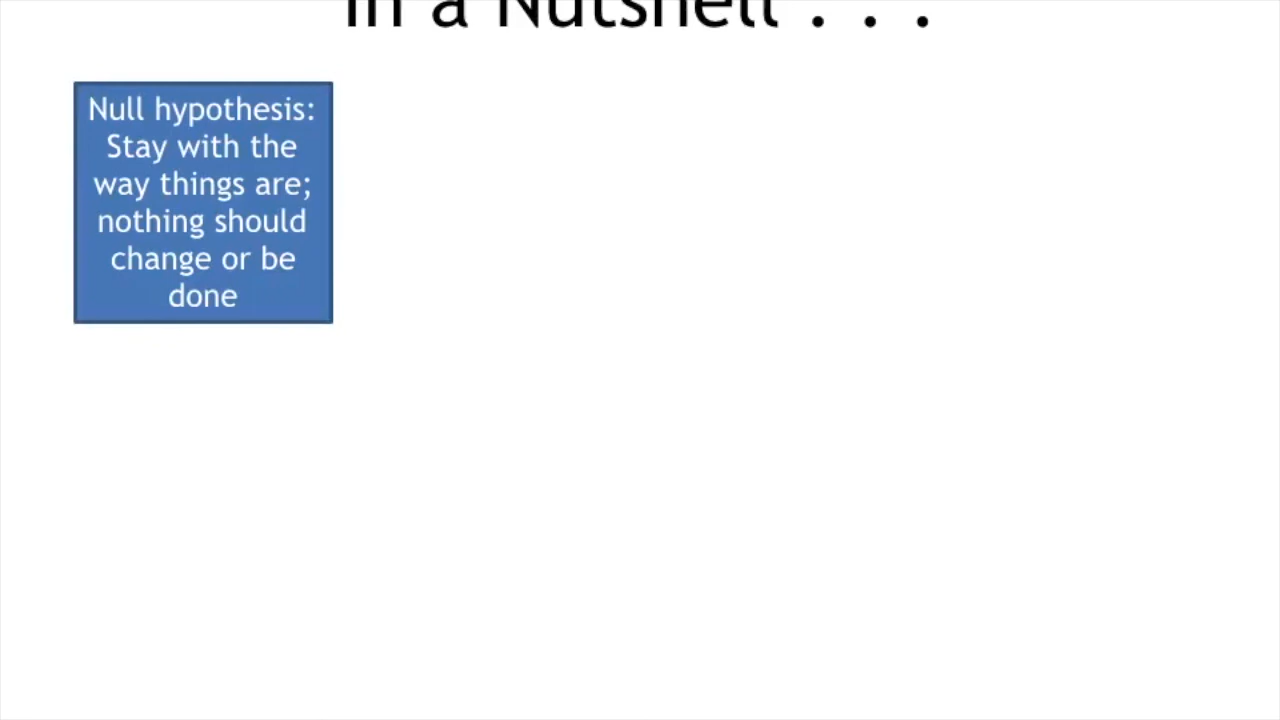 In a Nutshell . . .
Null hypothesis:
Stay with the
way things are;
nothing should
change or be
done